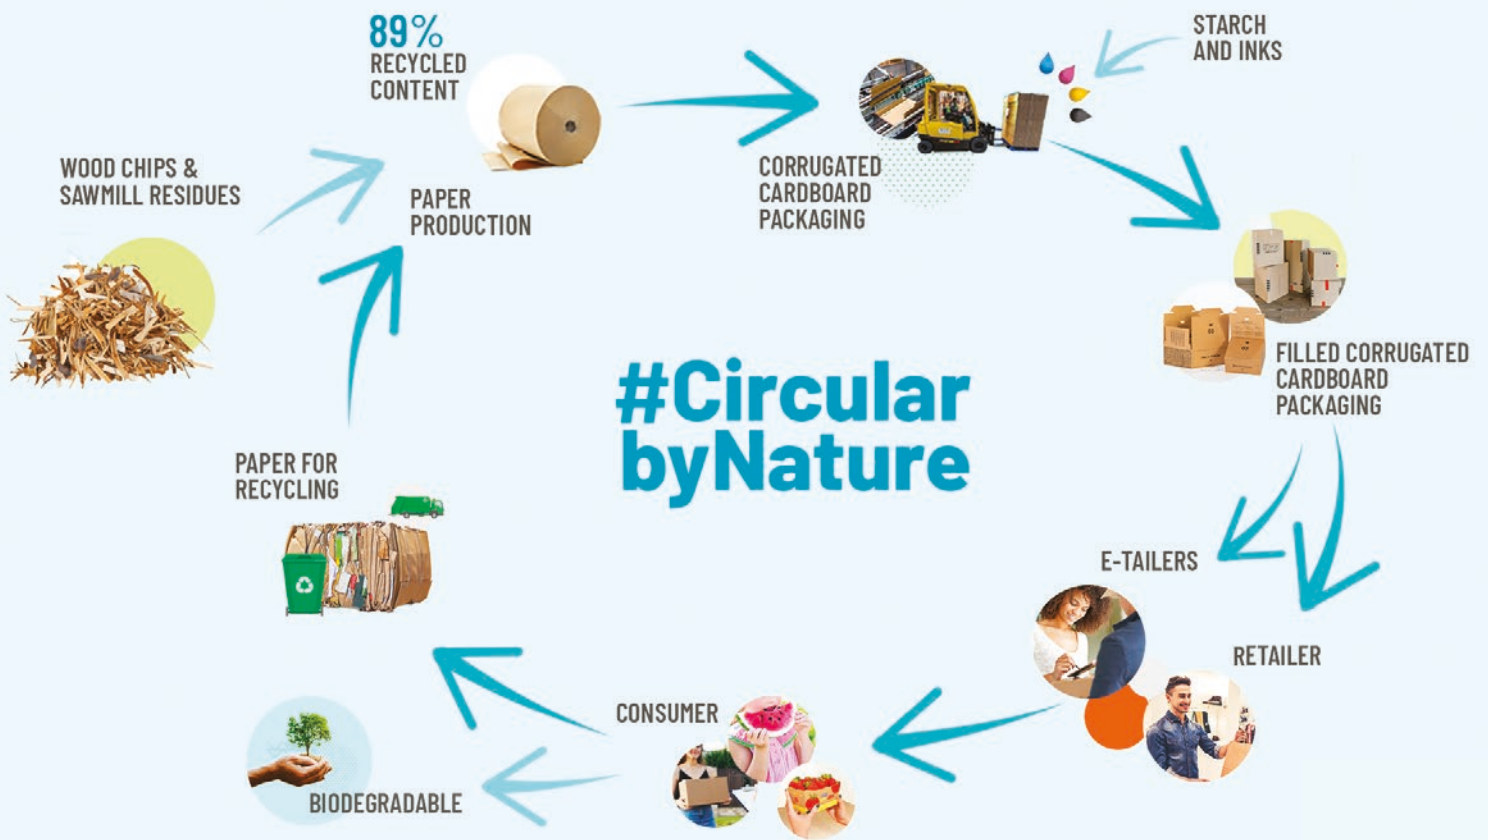 89%
RECYCLED
CONTENT
STARCH
AND INKS
WOOD CHIPS &
SAWMILL RESIDUES
PAPER
PRODUCTION
CORRUGATED
CARDBOARD
PACKAGING
FILLED CORRUGATED
CARDBOARD
PACKAGING
#Circular
byNature
PAPER FOR
RECYCLING
E-TAILERS
RETAILER
CONSUMER
BIODEGRADABLE